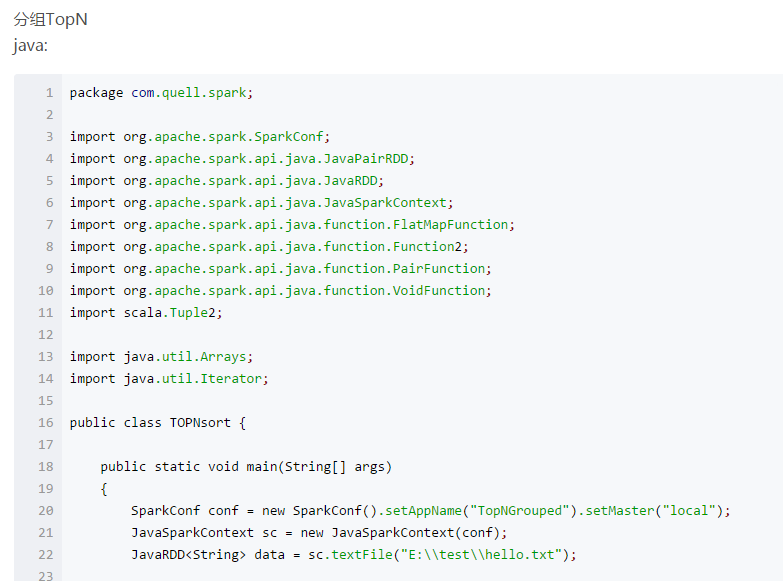 分组TopN
java:
1 package com.quell.spark;
2
3 import org.apache.spark.SparkConf;
4 import org.apache.spark.api.java.JavaPairRDD;
5 import org.apache.spark.api.java.JavaRDD;
6 import org.apache.spark.api.java.JavaSparkContext;
7 import org.apache.spark.api.java.function.FlatMapFunction;
8 import org.apache.spark.api.java.function.Function2;
9 import org.apache.spark.api.java.function.PairFunction;
10 import org.apache.spark.api.java.function.VoidFunction;
11 import scala.Tuple2;
12
13 import java.util.Arrays;
14 import java.util.Iterator;
15
16 public class TOPNsort {
17
18     public static void main(String[] args)
19     {
20         SparkConf conf = new SparkConf().setAppName("TopNGrouped").setMaster("local");
21         JavaSparkContext sc = new JavaSparkContext(conf);
22         JavaRDD<String> data = sc.textFile("E:\\test\\hello.txt");
23